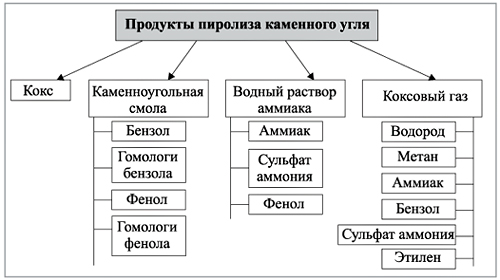 Продукты пиролиза каменного угля
Кокс
Каменноугольная
смола
Бензол
Гомологи
бензола
Фенол
Гомологи
фенола
Водный раствор
аммиака
Аммиак
Сульфат
аммония
Фенол
Коксовый газ
Водород
Метан
Аммиак
Бензол
Сульфат аммония
Этилен